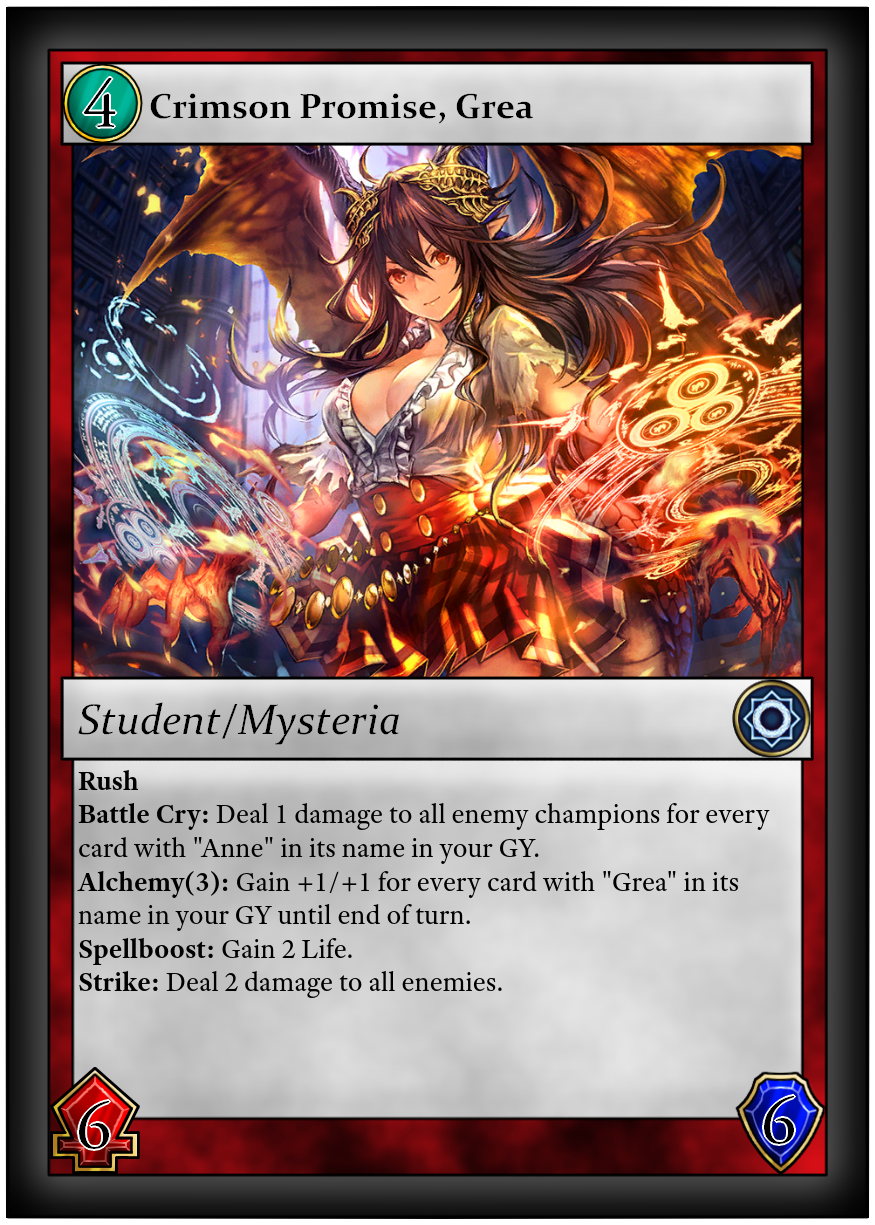 4
Crimson Promise, Grea
Student/Mysteria
Rush
Battle Cry: Deal 1 damage to all enemy champions for every
card with "Anne" in its name in your GY.
Alchemy(3): Gain +1/+1 for every card with "Grea" in its
name in your GY until end of turn.
Spellboost: Gain 2 Life.
Strike: Deal 2 damage to all enemies.
6
6